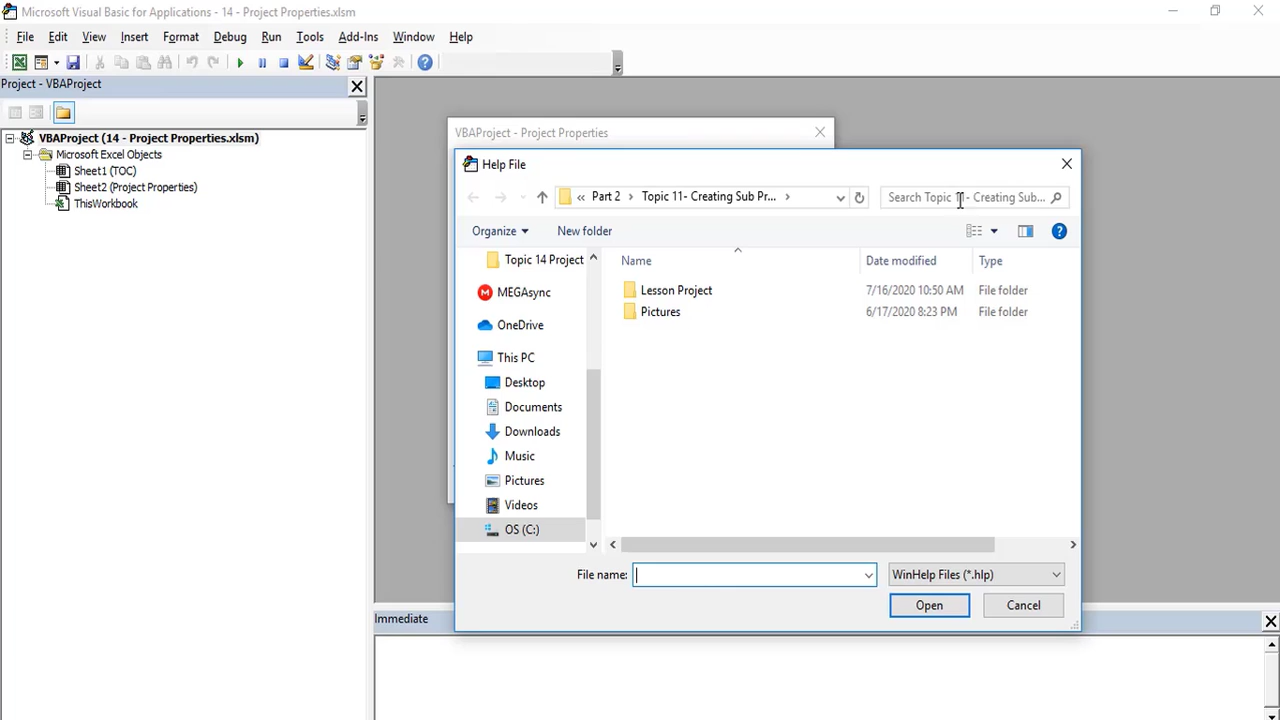 Microsoft Visual Basic for Applications - 14 - Project Properties.xlsm
File Edit View Insert Format Debug Run Tools Add-Ins Window Help
Project - VBAProject
VBAProject (14 - Project Properties.xlsm)
Microsoft Excel Objects
Sheet1 (TOC)
Sheet2 (Project Properties)
ThisWorkbook
VBAProject - Project Properties
Help File
« Part 2 › Topic 11- Creating Sub Pr... ›
Search Topic 11- Creating Sub...
Organize New folder
Topic 14 Project
MEGAsync
OneDrive
This PC
Desktop
Documents
Downloads
Music
Pictures
Videos
OS (C:)
Name Date modified Type
Lesson Project 7/16/2020 10:50 AM File folder
Pictures 6/17/2020 8:23 PM File folder
File name: WinHelp Files (*.hlp)
Open Cancel
Immediate